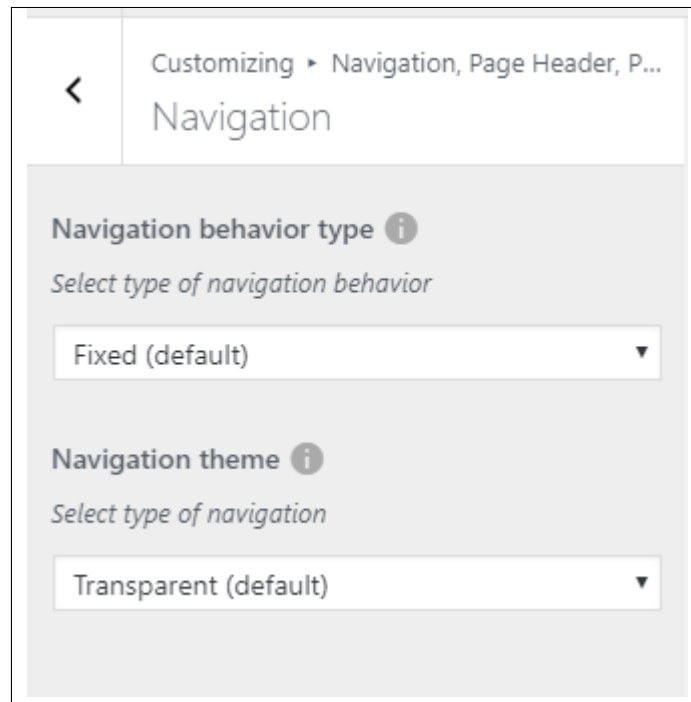 Customizing ▸ Navigation, Page Header, P...
Navigation
Navigation behavior type
Select type of navigation behavior
Fixed (default)
Navigation theme
Select type of navigation
Transparent (default)